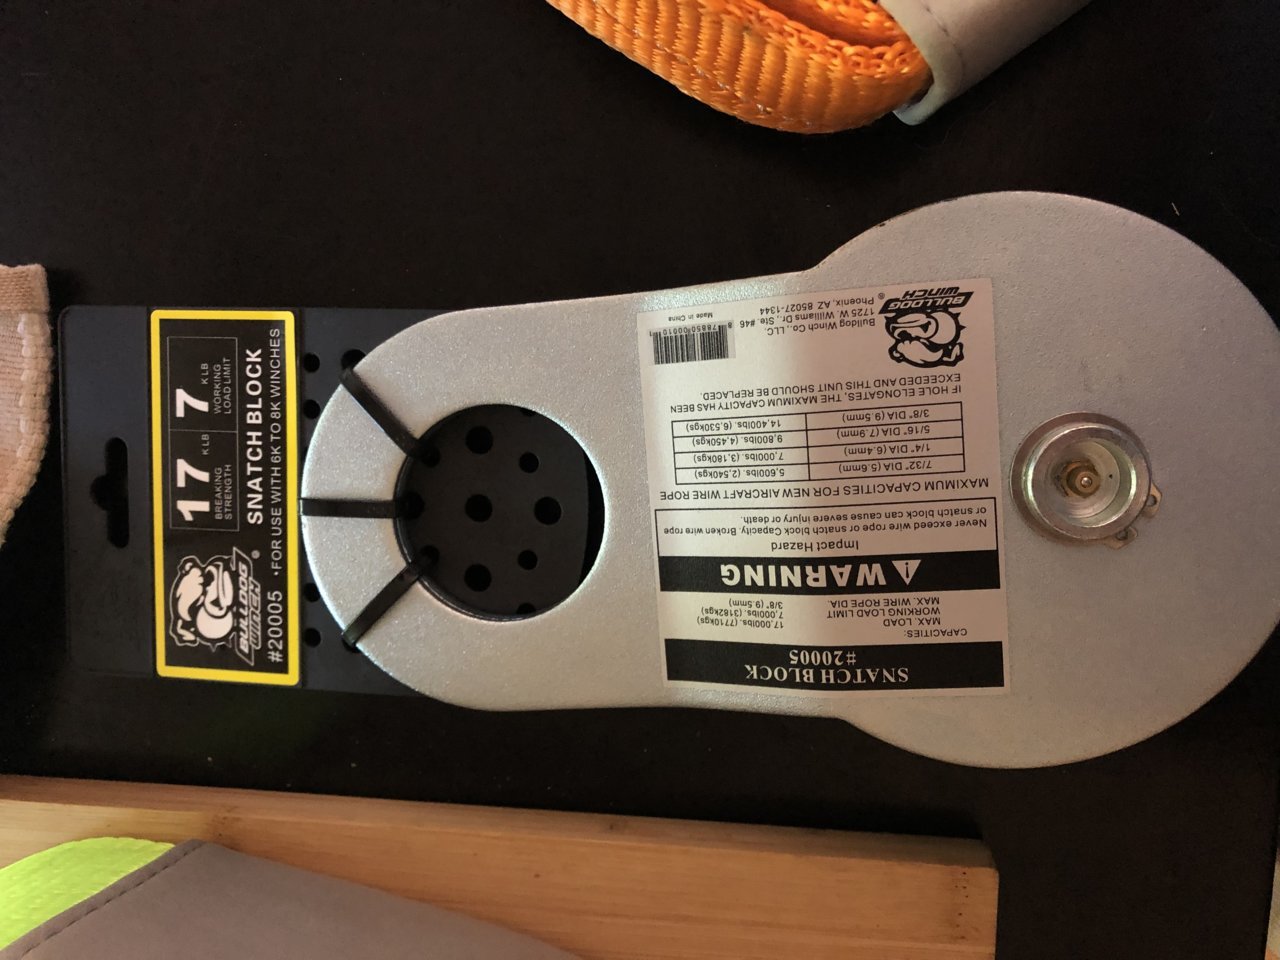 17 KLB
BREAKING
STRENGTH
7 KLB
WORKING
LOAD LIMIT
SNATCH BLOCK
BULLDOG
WINCH ®
#20005 •FOR USE WITH 6K TO 8K WINCHES
SNATCH BLOCK
#20005
CAPACITIES:
MAX. LOAD 17,000lbs. (7710kgs)
WORKING LOAD LIMIT 7,000lbs. (3182kgs)
MAX. WIRE ROPE DIA. 3/8" (9.5mm)
WARNING
Impact Hazard
Never exceed wire rope or snatch block Capacity. Broken wire rope
or snatch block can cause severe injury or death.
MAXIMUM CAPACITIES FOR NEW AIRCRAFT WIRE ROPE
7/32" DIA (5.6mm) 5,600lbs. (2,540kgs)
1/4" DIA (6.4mm) 7,000lbs. (3,180kgs)
5/16" DIA (7.9mm) 9,800lbs. (4,450kgs)
3/8" DIA (9.5mm) 14,400lbs. (6,530kgs)
IF HOLE ELONGATES, THE MAXIMUM CAPACITY HAS BEEN
EXCEEDED AND THIS UNIT SHOULD BE REPLACED.
BULLDOG
WINCH ®
Bulldog Winch Co., LLC.
1725 W. Williams Dr., Ste. #46
Phoenix, AZ 85027-1344
Made in China